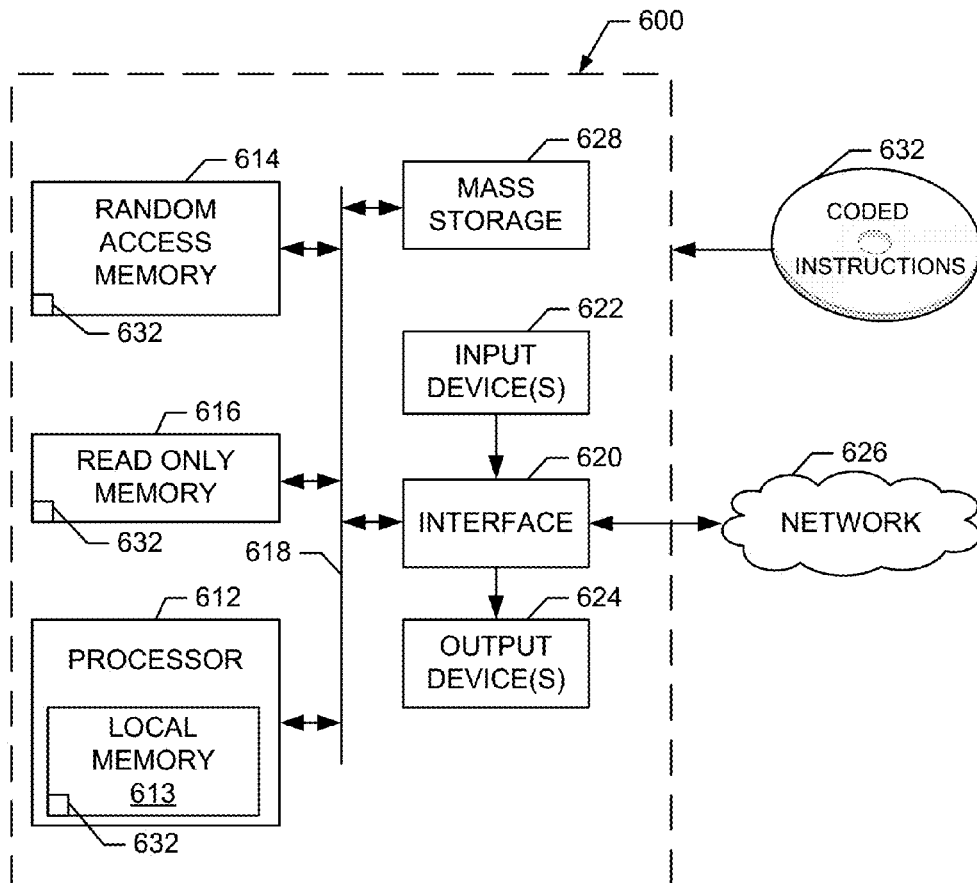 600
614
RANDOM
ACCESS
MEMORY
632
628
MASS
STORAGE
632
CODED
INSTRUCTIONS
622
INPUT
DEVICE(S)
616
READ ONLY
MEMORY
632
618
620
INTERFACE
626
NETWORK
612
PROCESSOR
LOCAL
MEMORY
613
632
624
OUTPUT
DEVICE(S)